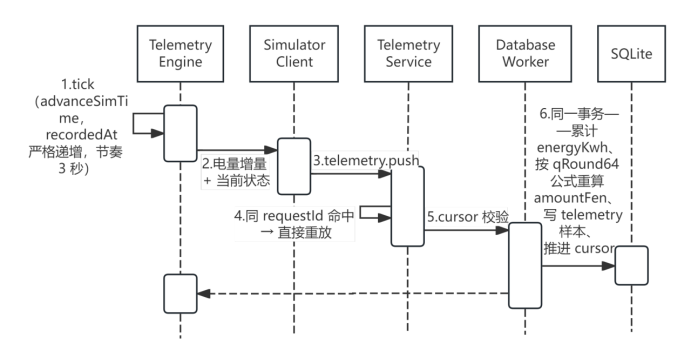 Telemetry
Engine
Simulator
Client
Telemetry
Service
Database
Worker
SQLite
1.tick
（advanceSimTi
me，
recordedAt
严格递增，节奏
3 秒）
2.电量增量
+ 当前状态
3.telemetry.push
4.同 requestId 命中
→ 直接重放
5.cursor 校验
6.同一事务—
—累计
energyKwh、
按 qRound64
公式重算
amountFen、
写 telemetry
样本、
推进 cursor